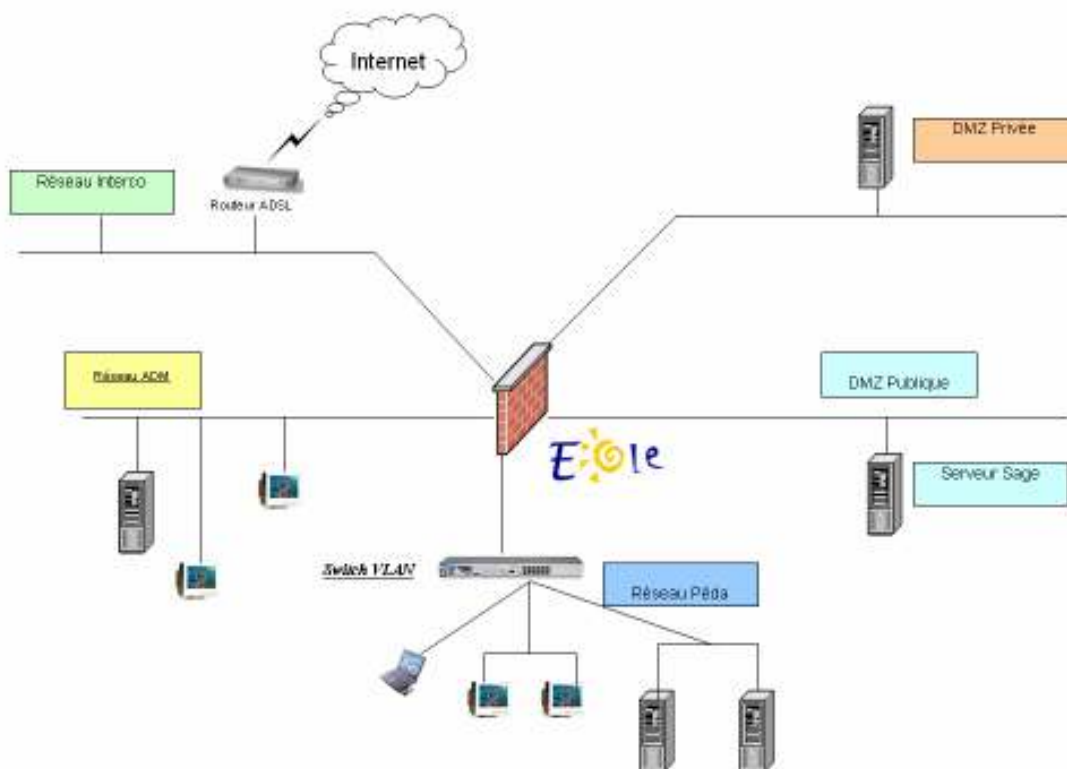 Internet
DMZ Privée
Réseau Interco
Routeur ADSL
Réseau ADM
DMZ Publique
Eole
Serveur Sage
Switch VLAN
Réseau Péda